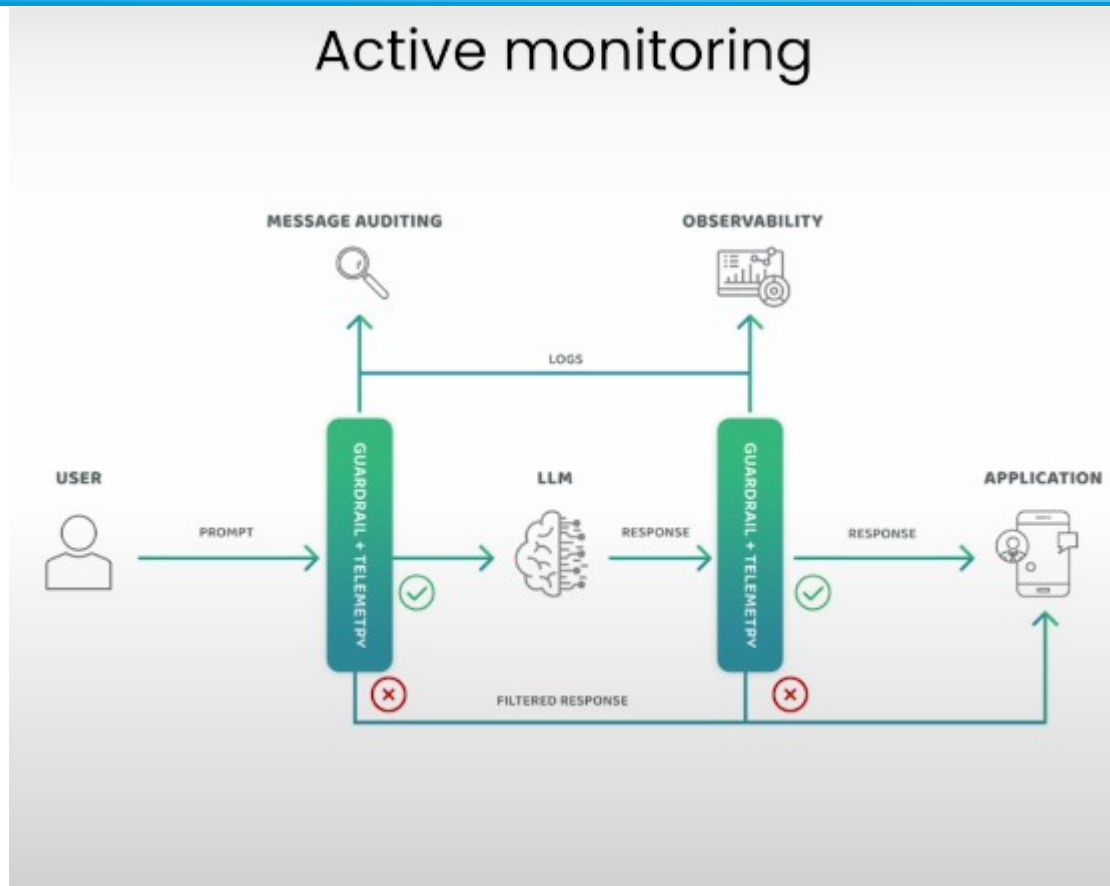 Active monitoring
MESSAGE AUDITING
OBSERVABILITY
LOGS
USER
PROMPT
GUARDRAIL + TELEMETRY
LLM
RESPONSE
GUARDRAIL + TELEMETRY
RESPONSE
APPLICATION
FILTERED RESPONSE